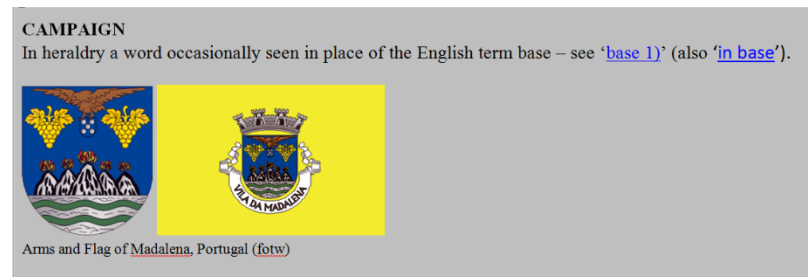 CAMPAIGN
In heraldry a word occasionally seen in place of the English term base – see ‘base 1)’ (also ‘in base’).
VILA DA MADALENA
Arms and Flag of Madalena, Portugal (fotw)